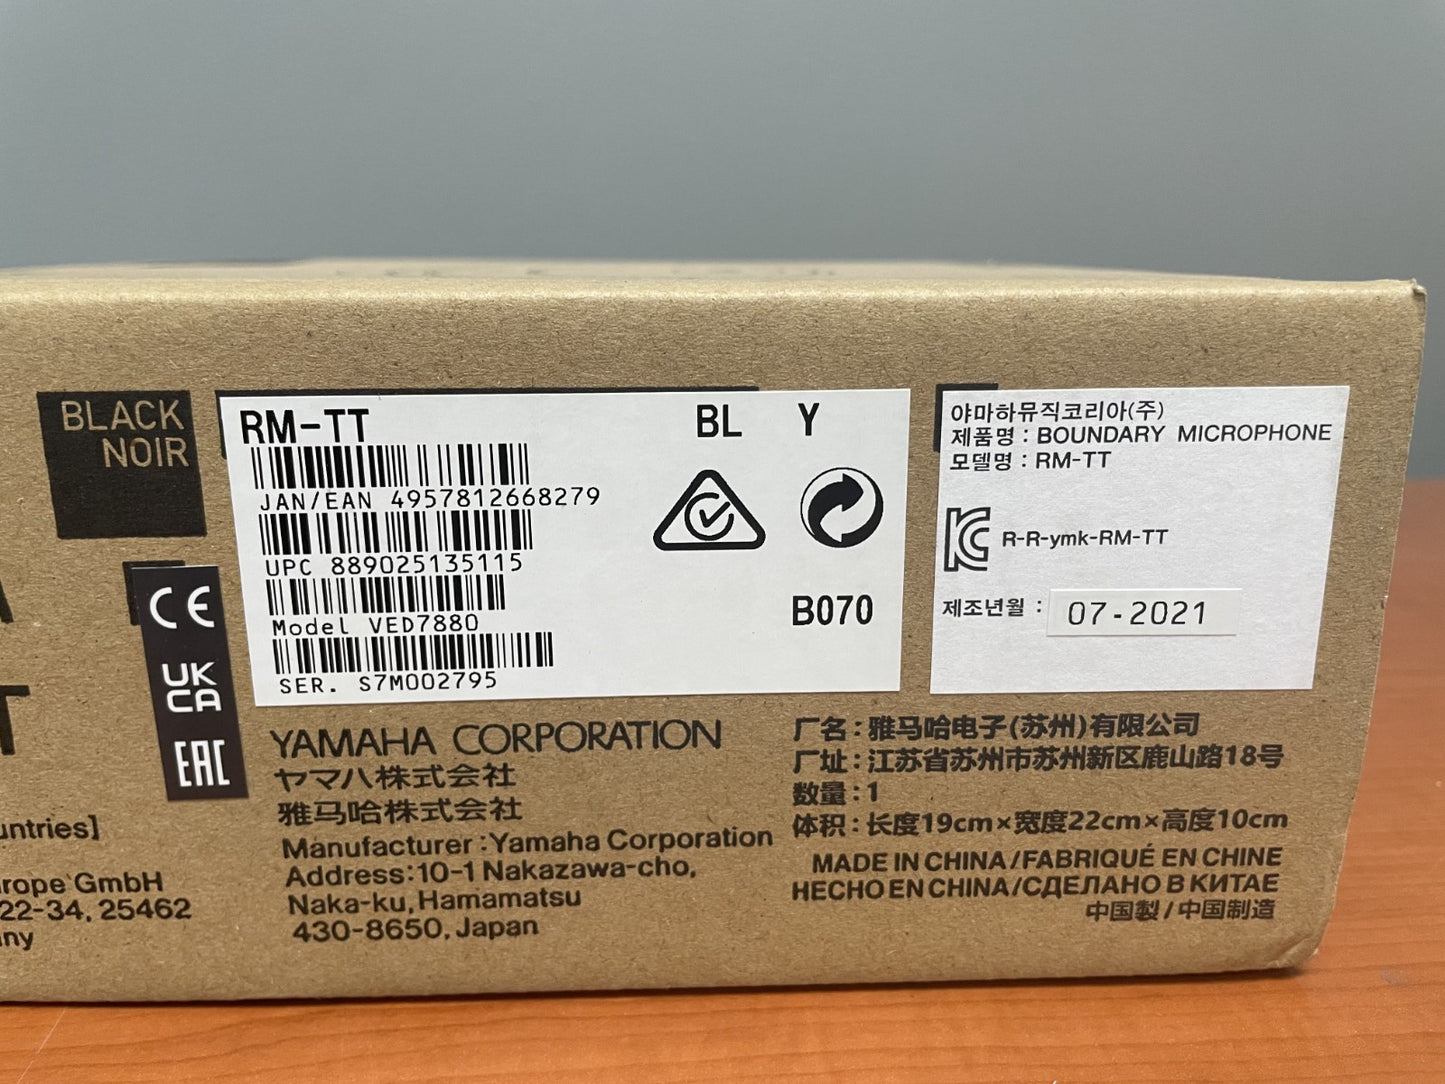 BLACK
NOIR
RM-TT
BL Y
JAN/EAN 4957812668279
UPC 889025135115
Model VED7880
SER. S7M002795
B070
야마하뮤직코리아(주)
제품명 : BOUNDARY MICROPHONE
모델명 : RM-TT
R-R-ymk-RM-TT
제조년월 : 07-2021
CE
UK
CA
EAC
untries]
rope GmbH
22-34, 25462
ny
YAMAHA CORPORATION
ヤマハ株式会社
雅马哈株式会社
Manufacturer :Yamaha Corporation
Address:10-1 Nakazawa-cho,
Naka-ku, Hamamatsu
430-8650, Japan
厂名：雅马哈电子(苏州)有限公司
厂址：江苏省苏州市苏州新区鹿山路18号
数量：1
体积：长度19cm×宽度22cm×高度10cm
MADE IN CHINA/FABRIQUÉ EN CHINE
HECHO EN CHINA/СДЕЛАНО В КИТАЕ
中国製/中国制造